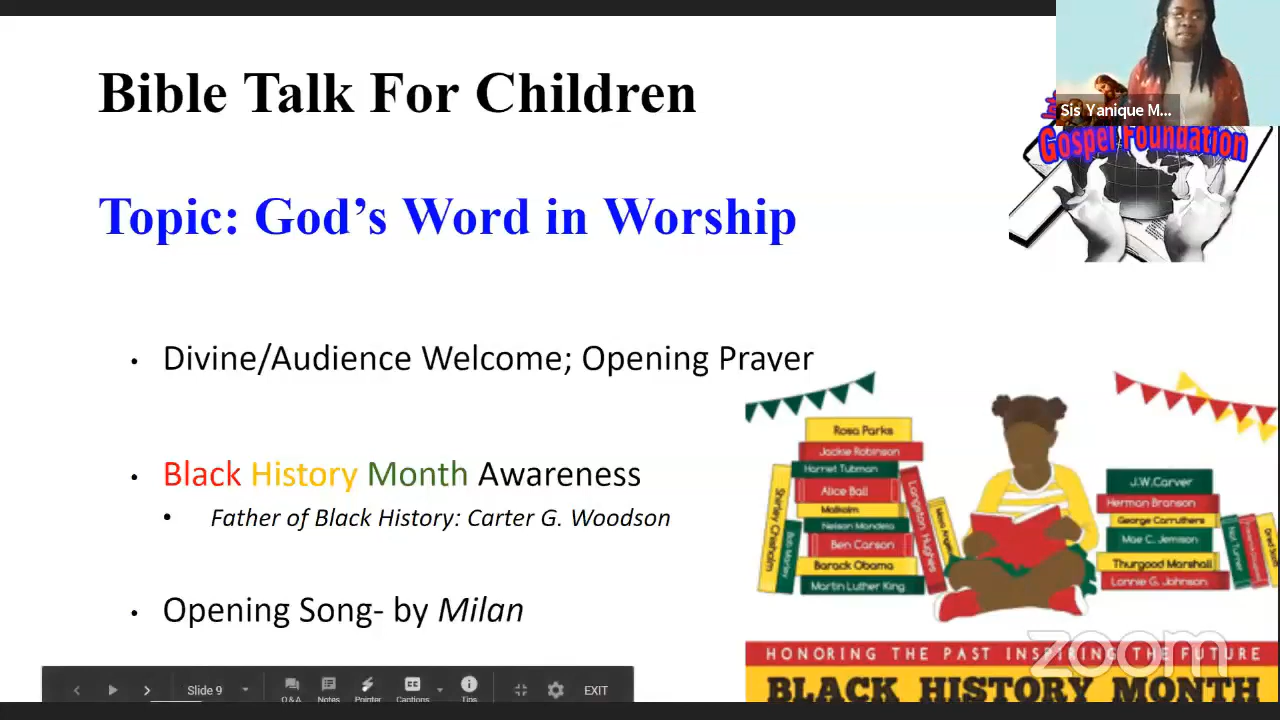 Bible Talk For Children
Sis Yanique M...
Gospel Foundation
Topic: God’s Word in Worship
• Divine/Audience Welcome; Opening Prayer
• Black History Month Awareness
• Father of Black History: Carter G. Woodson
• Opening Song- by Milan
Rosa Parks
Jackie Robinson
Harriet Tubman
Alice Ball
Malcolm
Nelson Mandela
Ben Carson
Barack Obama
Martin Luther King
Shirley Chisholm
Bob Marley
Langston Hughes
J.W.Carver
Herman Branson
George Carruthers
Mae C. Jemison
Thurgood Marshall
Lonnie G. Johnson
Nat Turner
zoom
HONORING THE PAST INSPIRING THE FUTURE
BLACK HISTORY MONTH
Slide 9
Q & A
Notes
Pointer
Captions
Tips
EXIT